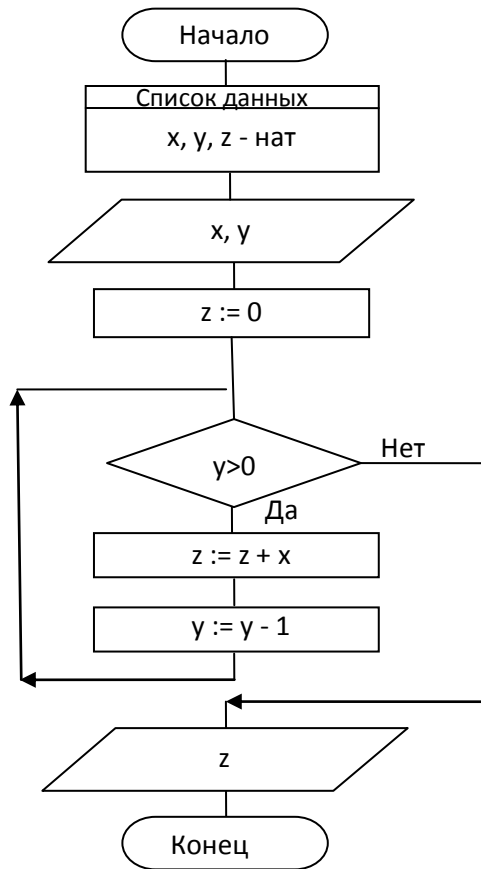 Начало
Список данных
x, y, z - нат
x, y
z := 0
y>0
Нет
Да
z := z + x
y := y - 1
z
Конец